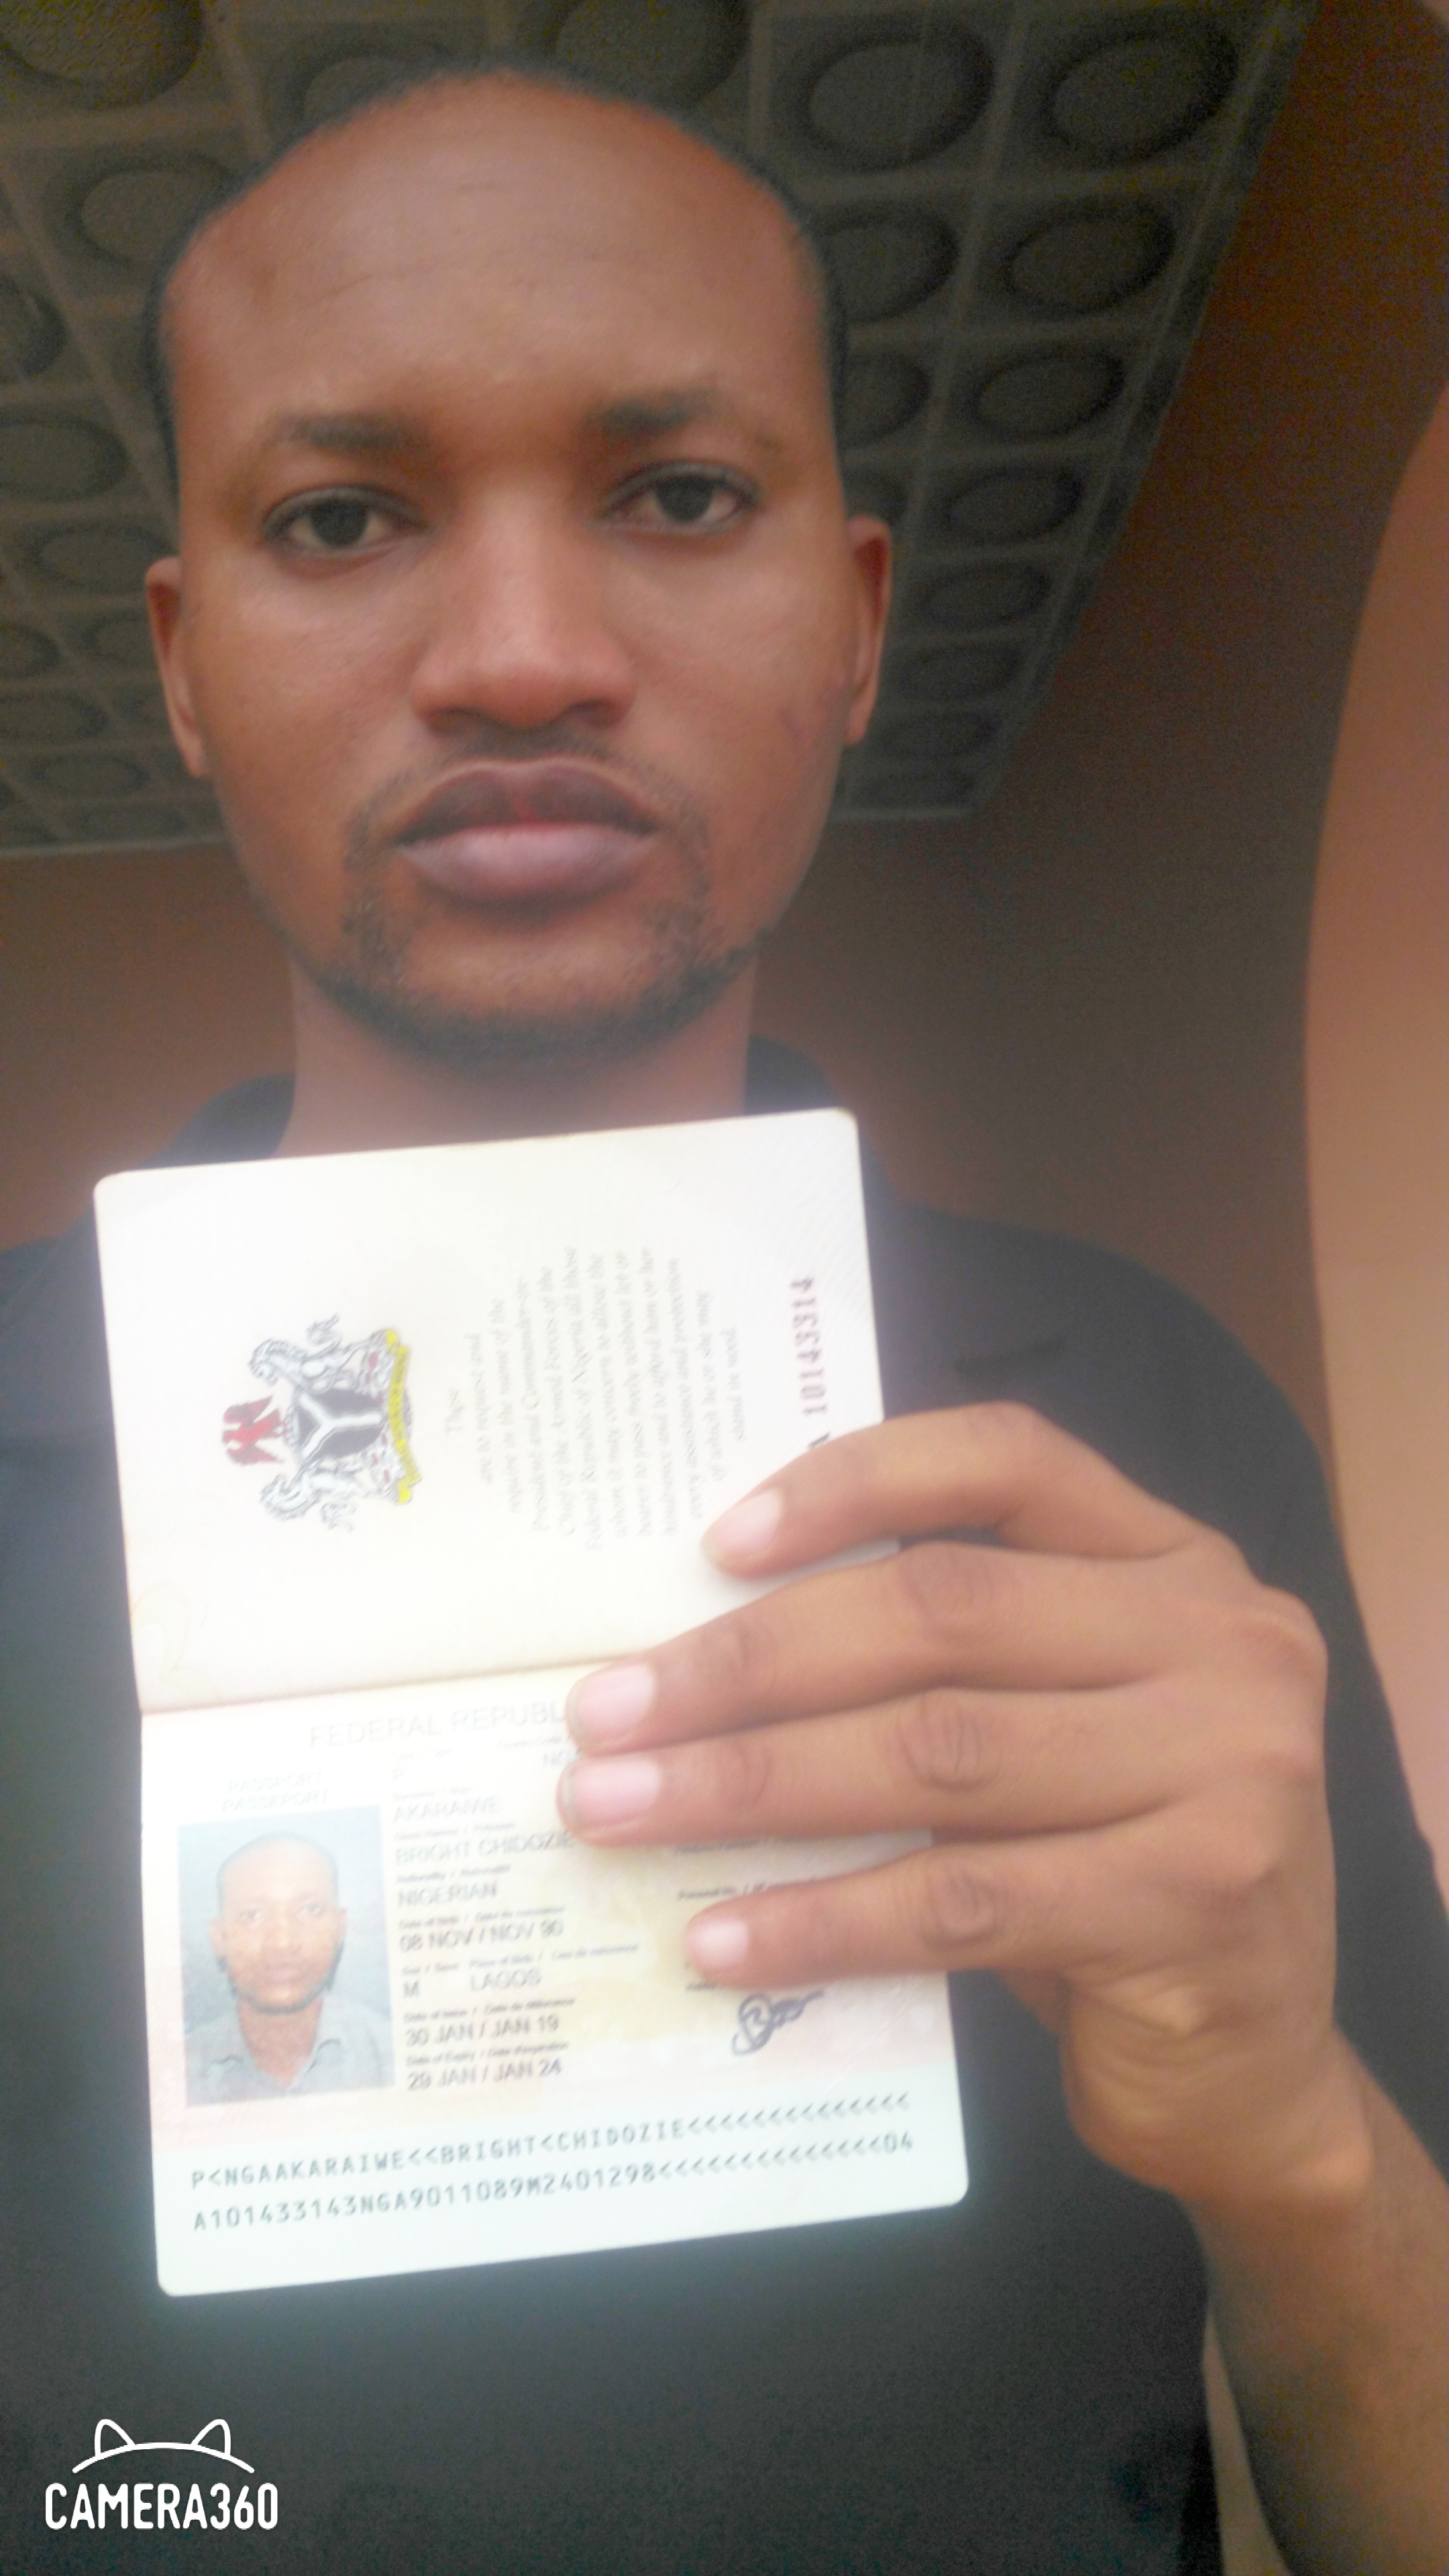 These
are to request and
require in the name of the
President and Commander-in-
Chief of the Armed Forces of the
Federal Republic of Nigeria all those
whom it may concern to allow the
bearer to pass freely without let or
hindrance and to afford him or her
every assistance and protection
of which he or she may
stand in need.
A 10143314
FEDERAL REPUBL
PASSPORT
PASSEPORT
P
AKARAIWE
BRIGHT CHIDOZIE
NIGERIAN
08 NOV / NOV 90
M LAGOS
30 JAN / JAN 19
29 JAN / JAN 24
P<NGAAKARAIWE<<BRIGHT<CHIDOZIE<<<<<<<<<<<<<<
A101433143NGA9011089M2401298<<<<<<<<<<<<<<04
CAMERA360